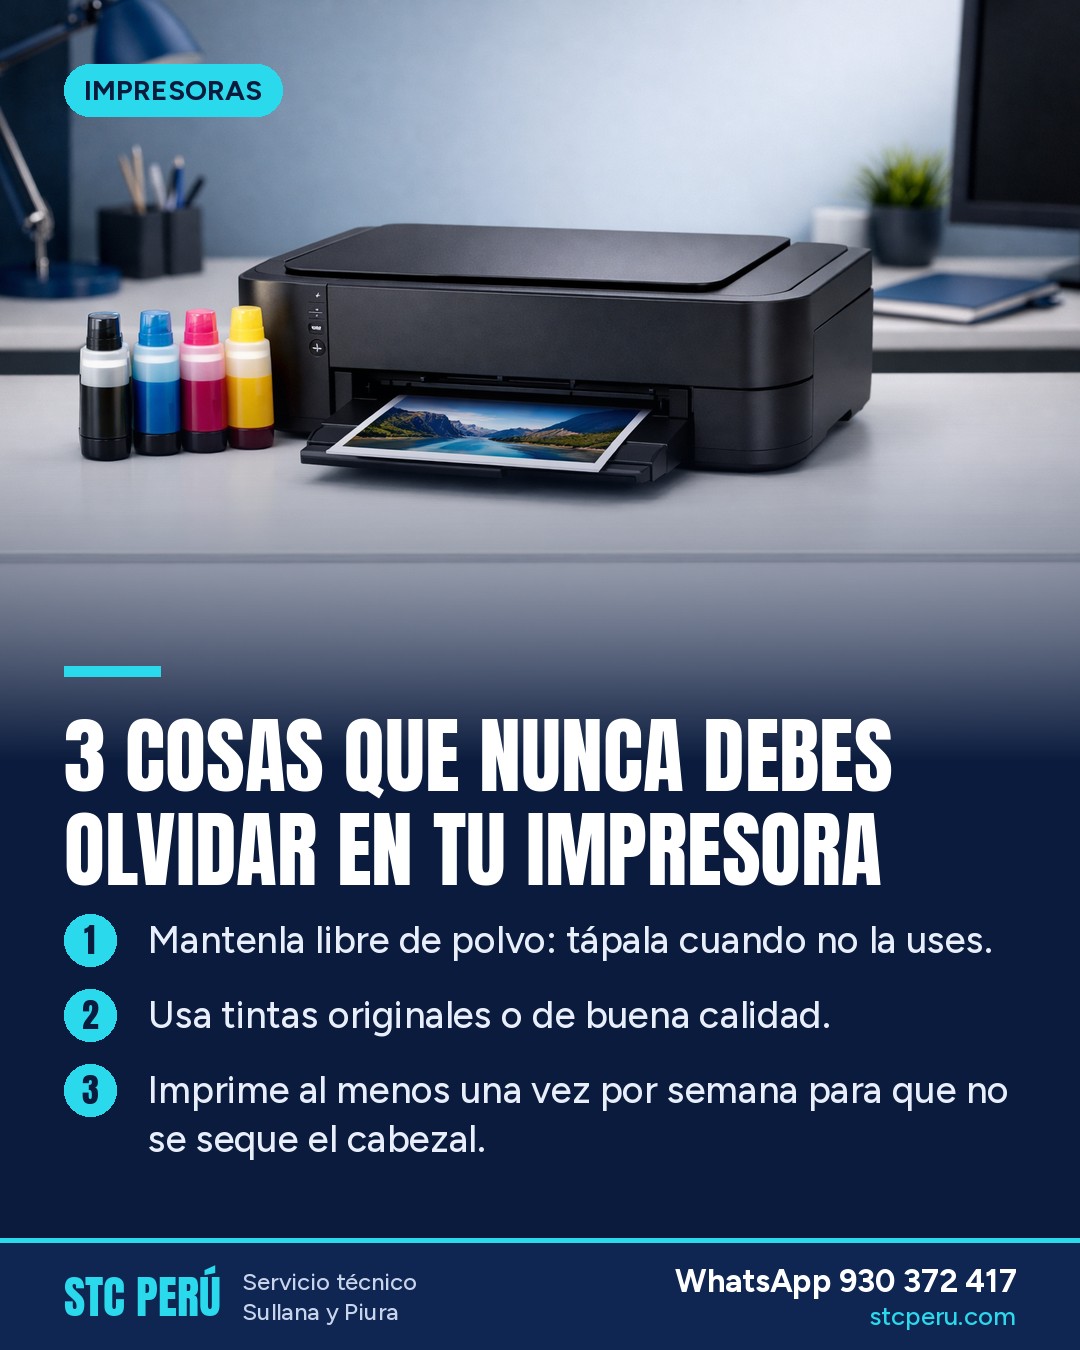 IMPRESORAS
3 COSAS QUE NUNCA DEBES
OLVIDAR EN TU IMPRESORA
1 Mantenla libre de polvo: tápala cuando no la uses.
2 Usa tintas originales o de buena calidad.
3 Imprime al menos una vez por semana para que no
se seque el cabezal.
STC PERÚ
Servicio técnico
Sullana y Piura
WhatsApp 930 372 417
stcperu.com